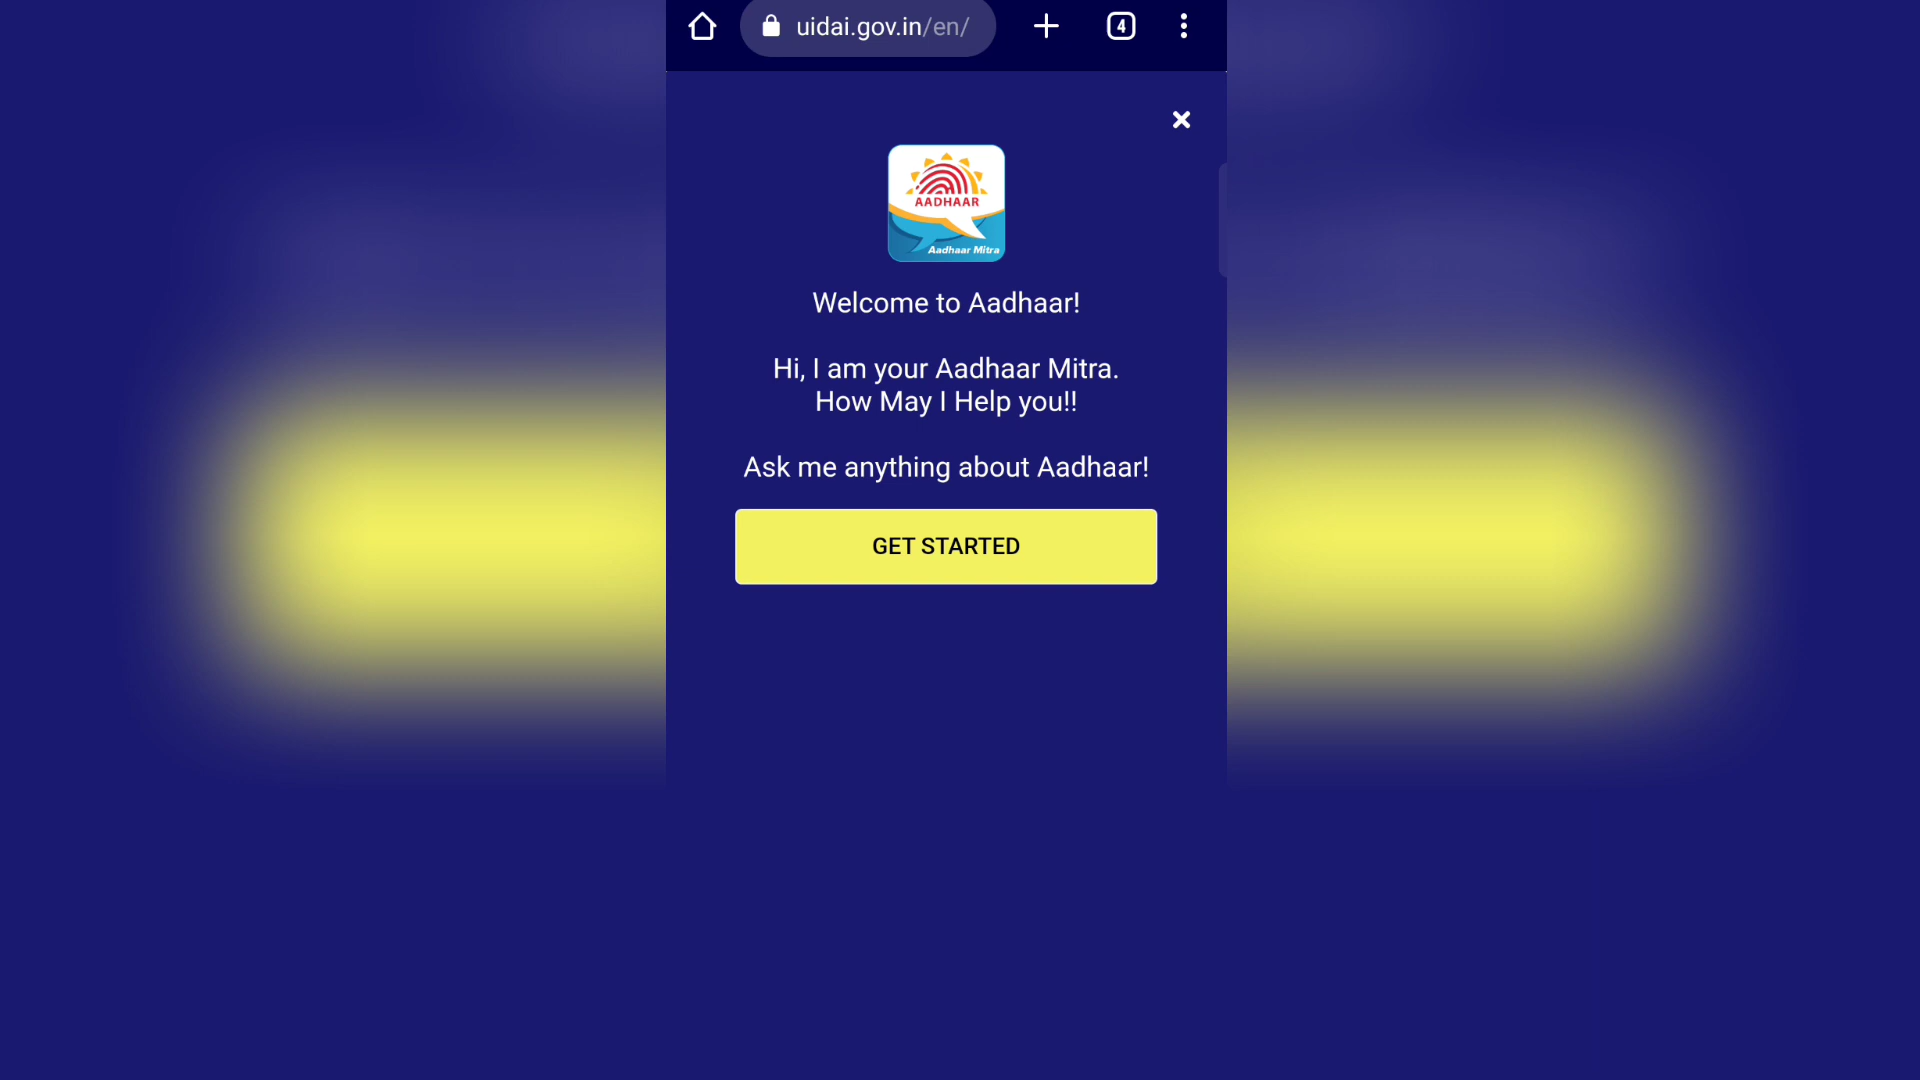 uidai.gov.in/en/
4
AADHAAR
Aadhaar Mitra
Welcome to Aadhaar!
Hi, I am your Aadhaar Mitra.
How May I Help you!!
Ask me anything about Aadhaar!
GET STARTED